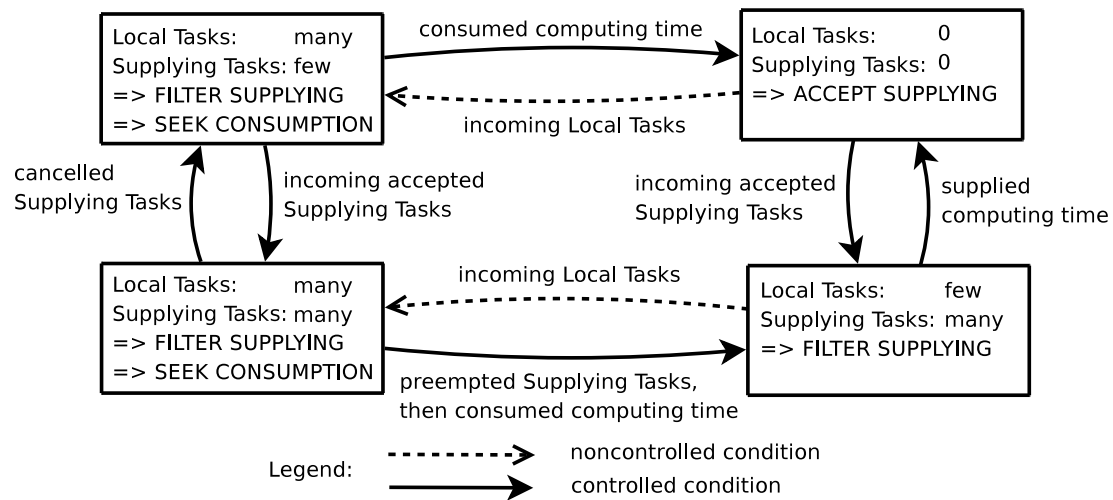 Local Tasks: many
Supplying Tasks: few
=> FILTER SUPPLYING
=> SEEK CONSUMPTION
consumed computing time
incoming Local Tasks
Local Tasks: 0
Supplying Tasks: 0
=> ACCEPT SUPPLYING
cancelled
Supplying Tasks
incoming accepted
Supplying Tasks
incoming accepted
Supplying Tasks
supplied
computing time
Local Tasks: many
Supplying Tasks: many
=> FILTER SUPPLYING
=> SEEK CONSUMPTION
incoming Local Tasks
preempted Supplying Tasks,
then consumed computing time
Local Tasks: few
Supplying Tasks: many
=> FILTER SUPPLYING
Legend:
noncontrolled condition
controlled condition